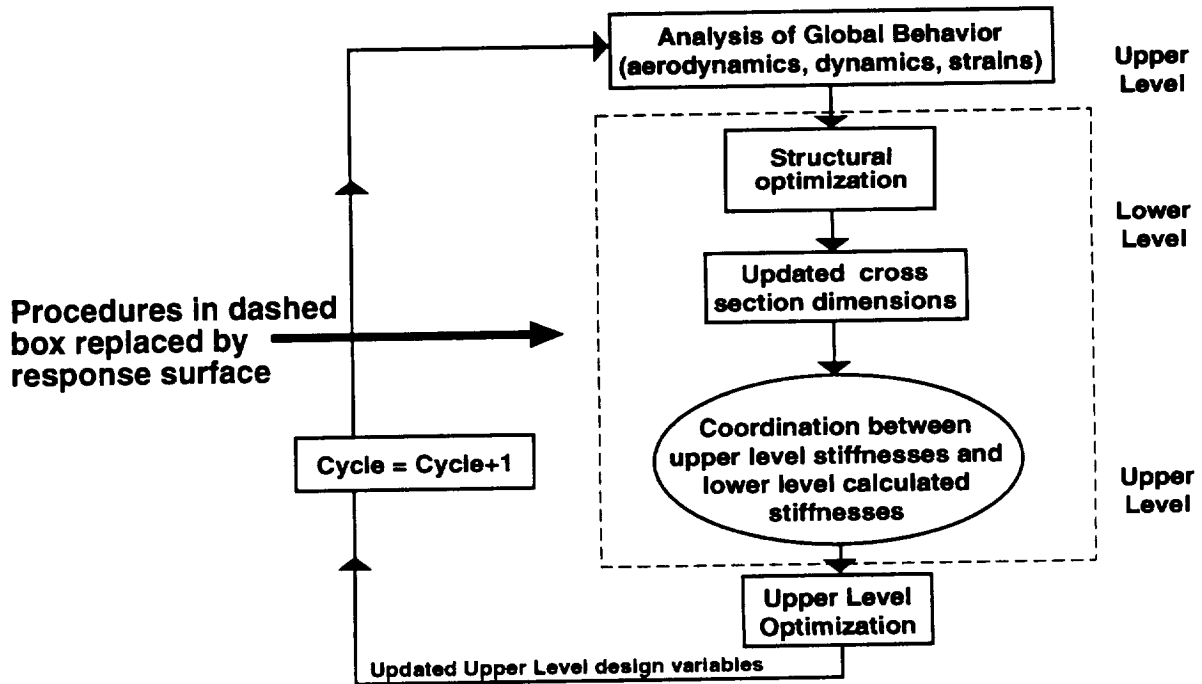 Analysis of Global Behavior
(aerodynamics, dynamics, strains)
Upper
Level
Structural
optimization
Lower
Level
Updated cross
section dimensions
Procedures in dashed
box replaced by
response surface
Coordination between
upper level stiffnesses and
lower level calculated
stiffnesses
Cycle = Cycle+1
Upper
Level
Upper Level
Optimization
Updated Upper Level design variables